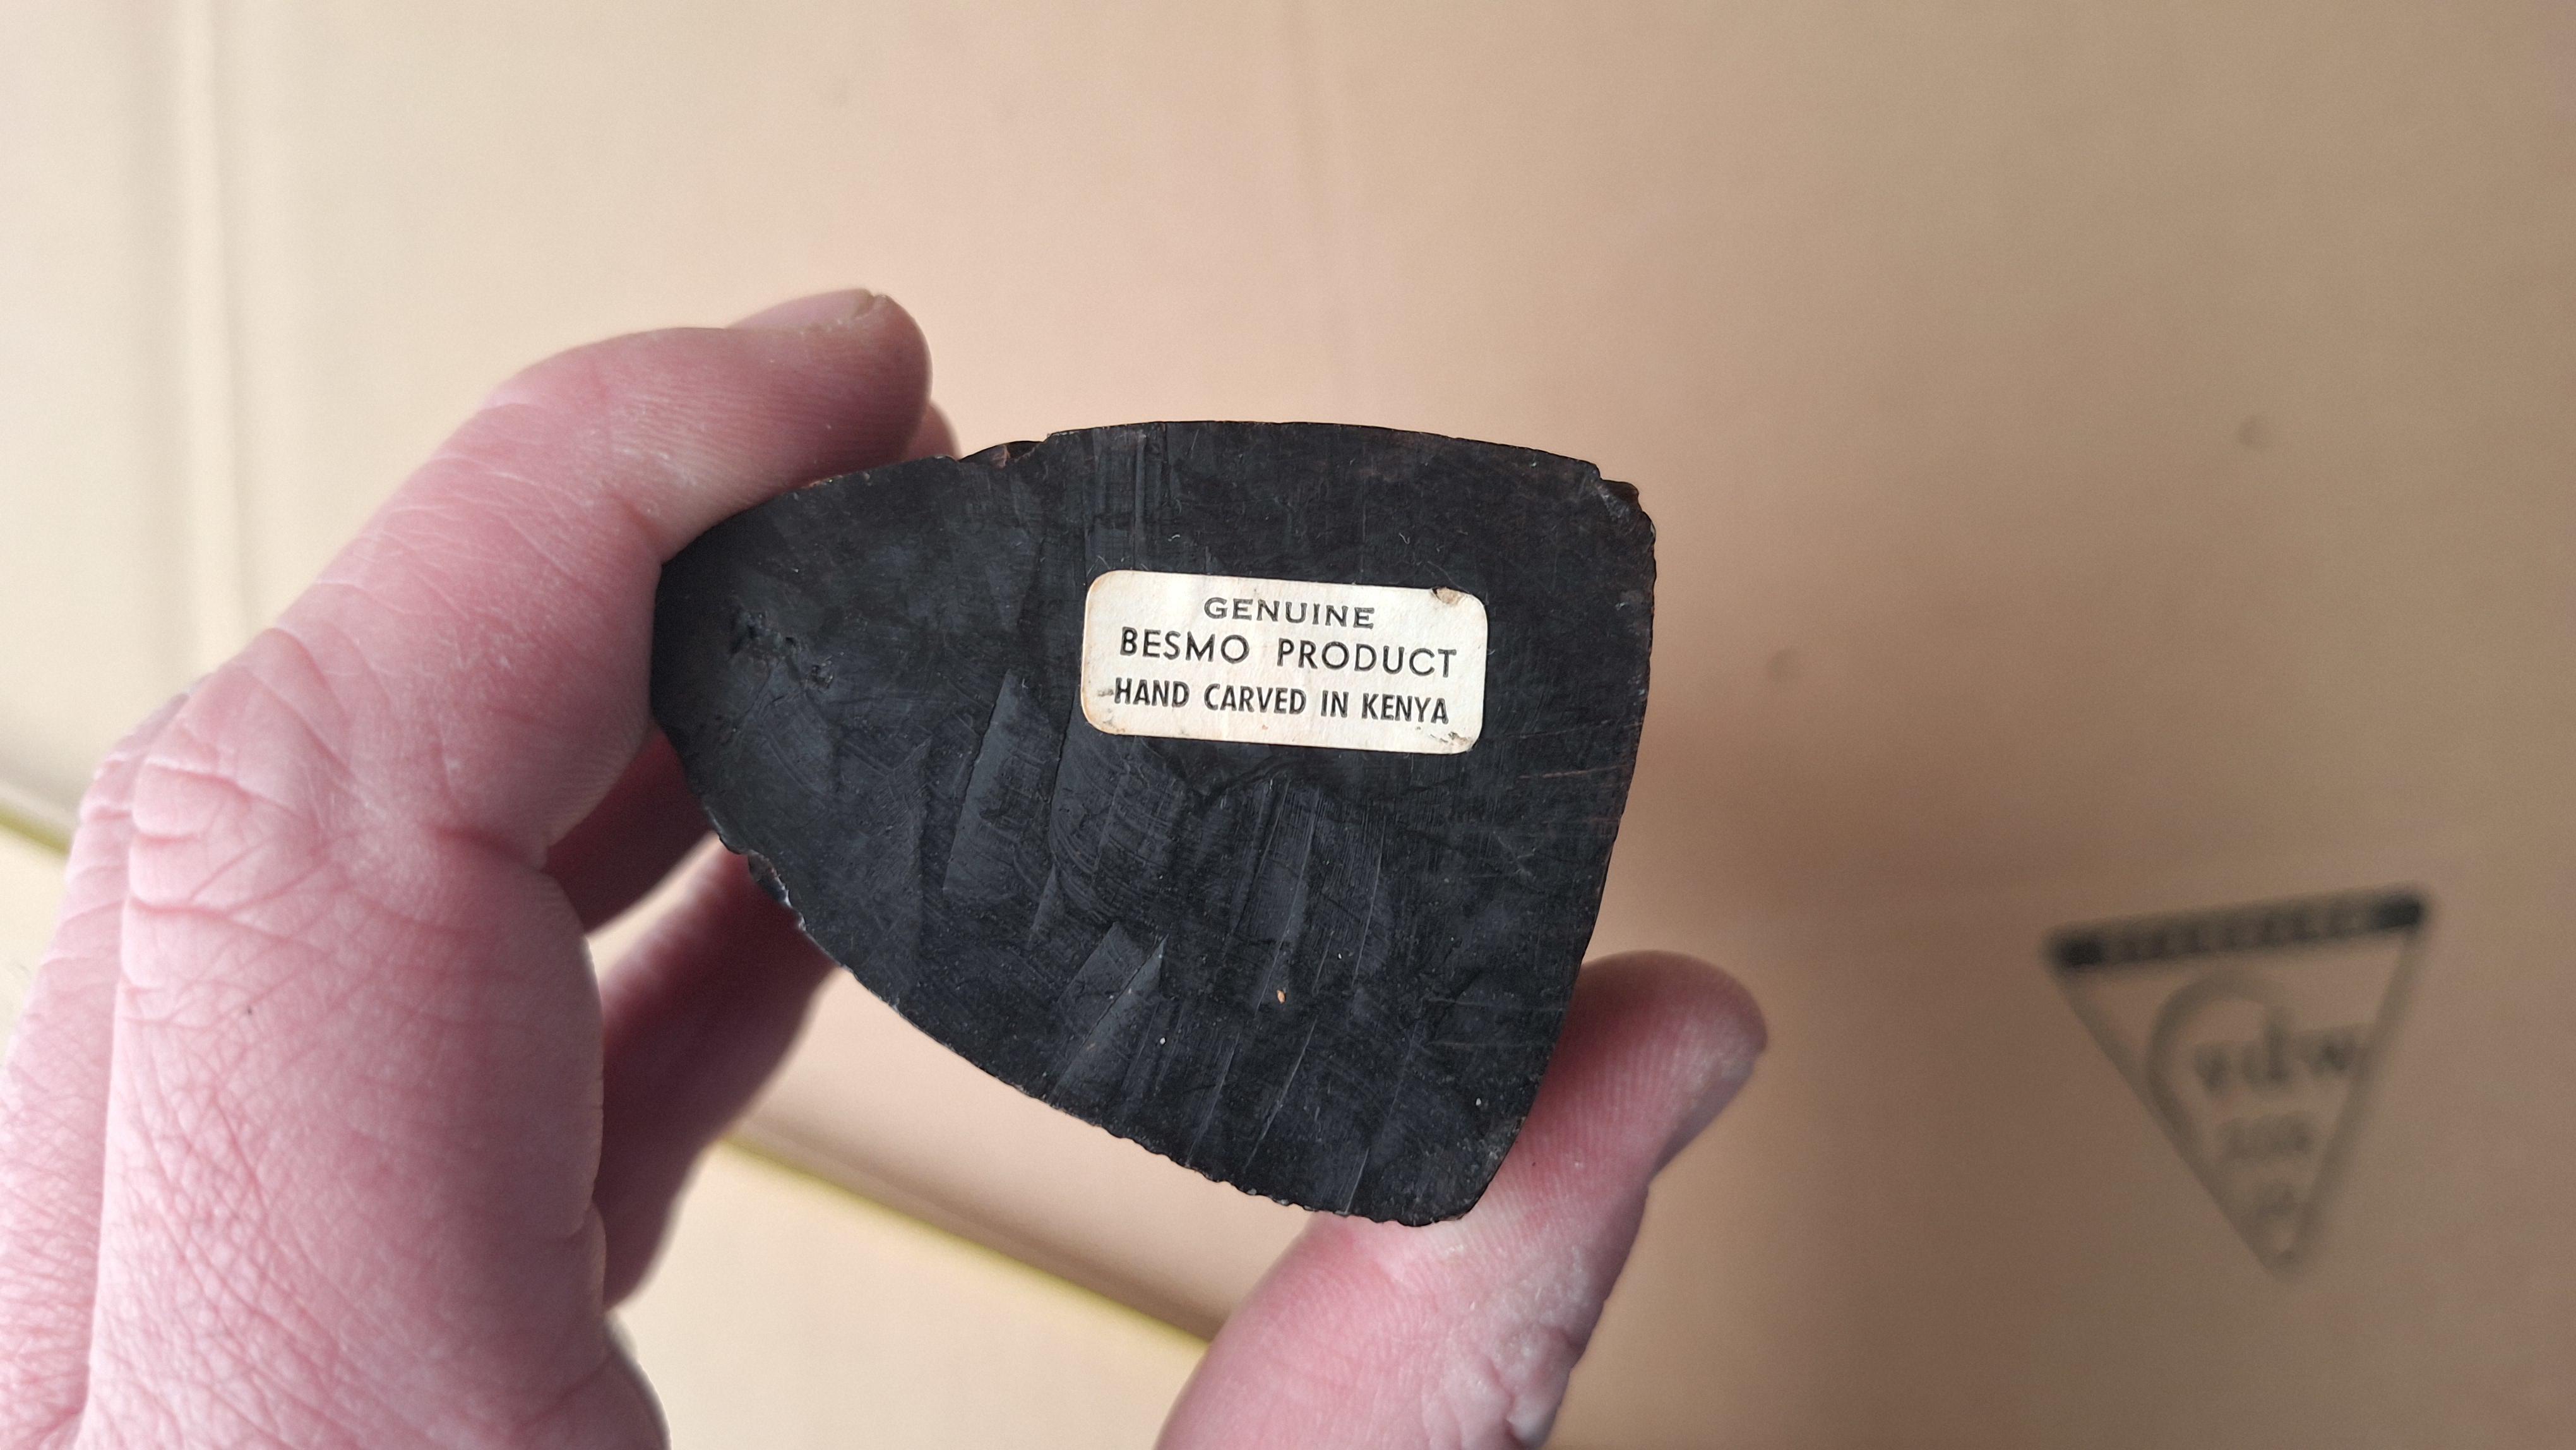 GENUINE
BESMO PRODUCT
HAND CARVED IN KENYA